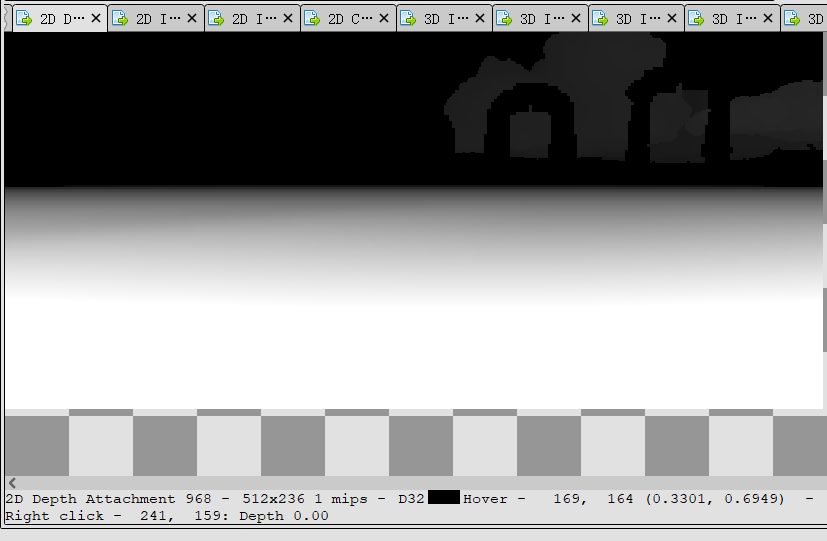 2D D··· 2D I··· 2D I··· 2D C··· 3D I··· 3D I··· 3D I··· 3D I··· 3D
2D Depth Attachment 968 - 512x236 1 mips - D32 Hover - 169, 164 (0.3301, 0.6949) -
Right click - 241, 159: Depth 0.00